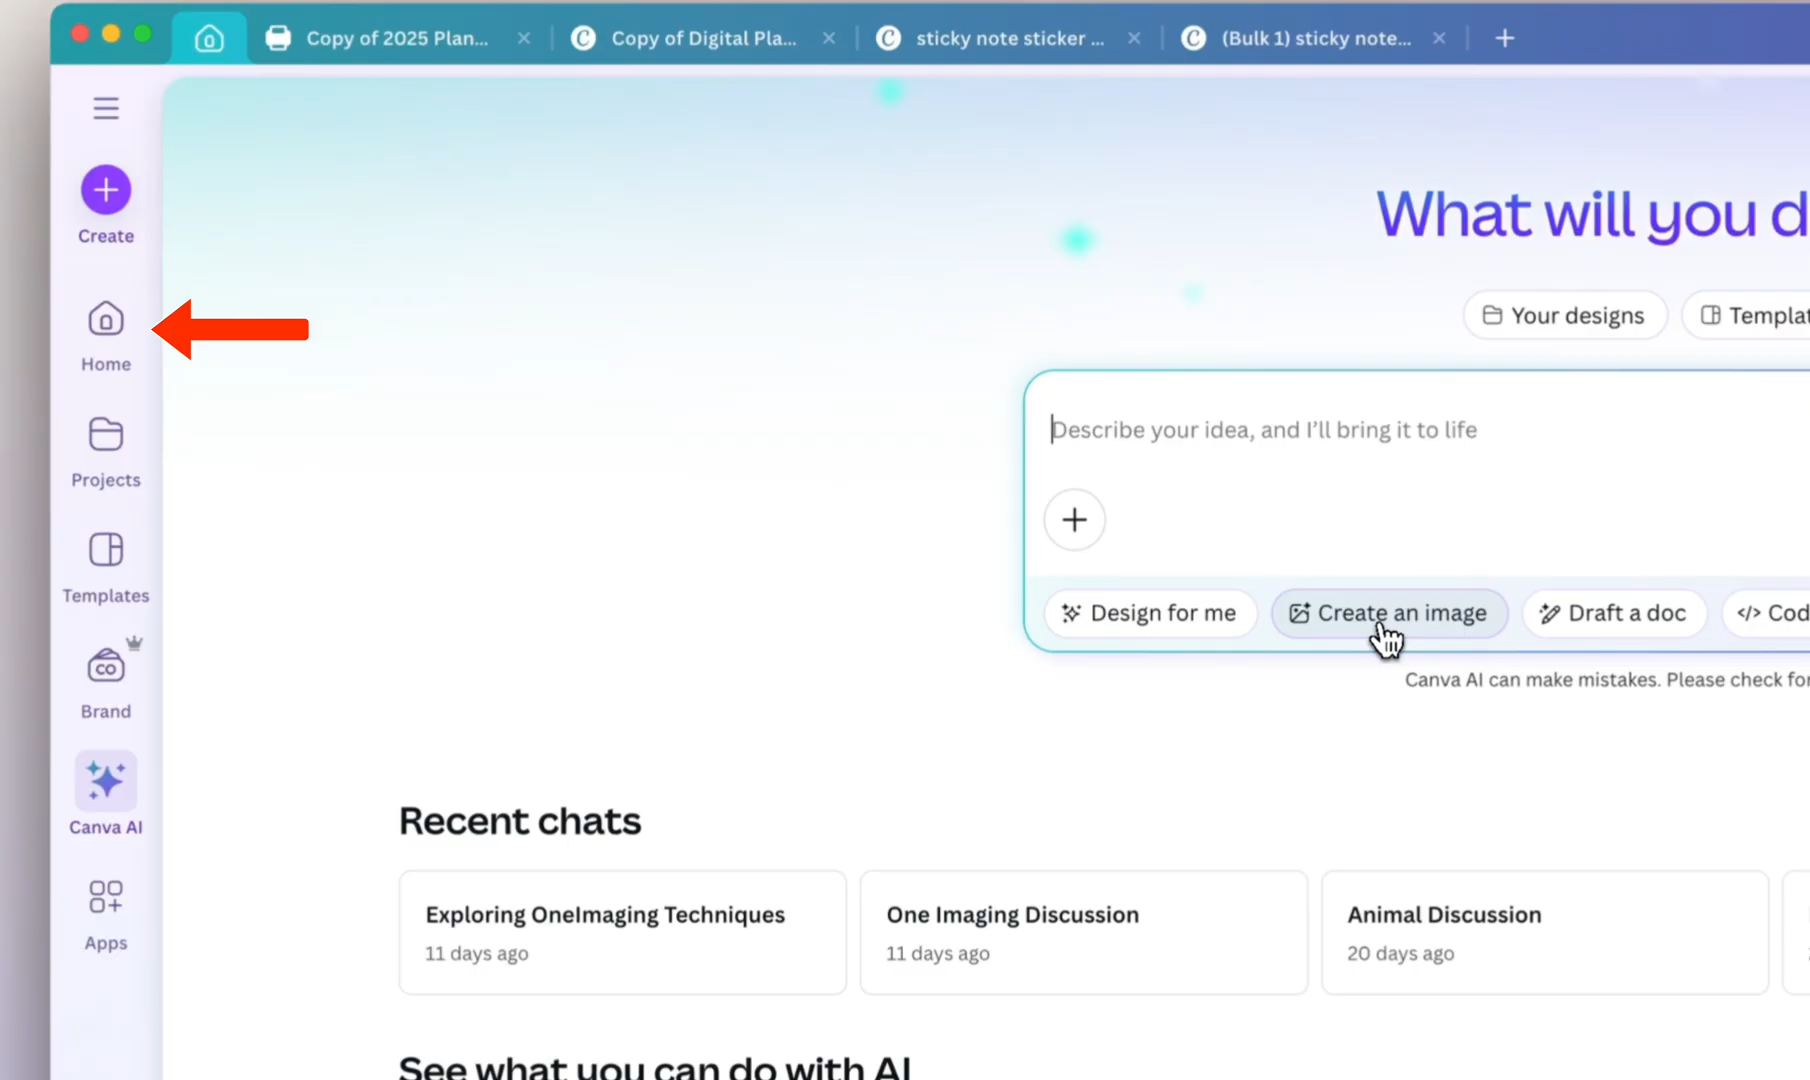 Copy of 2025 Plan...
Copy of Digital Pla...
sticky note sticker ...
(Bulk 1) sticky note...
Create
Home
Projects
Templates
CO
Brand
Canva AI
Apps
What will you d
Your designs
Templat
Describe your idea, and I'll bring it to life
Design for me
Create an image
Draft a doc
</> Cod
Canva AI can make mistakes. Please check for
Recent chats
Exploring OneImaging Techniques
11 days ago
One Imaging Discussion
11 days ago
Animal Discussion
20 days ago
See what you can do with AI